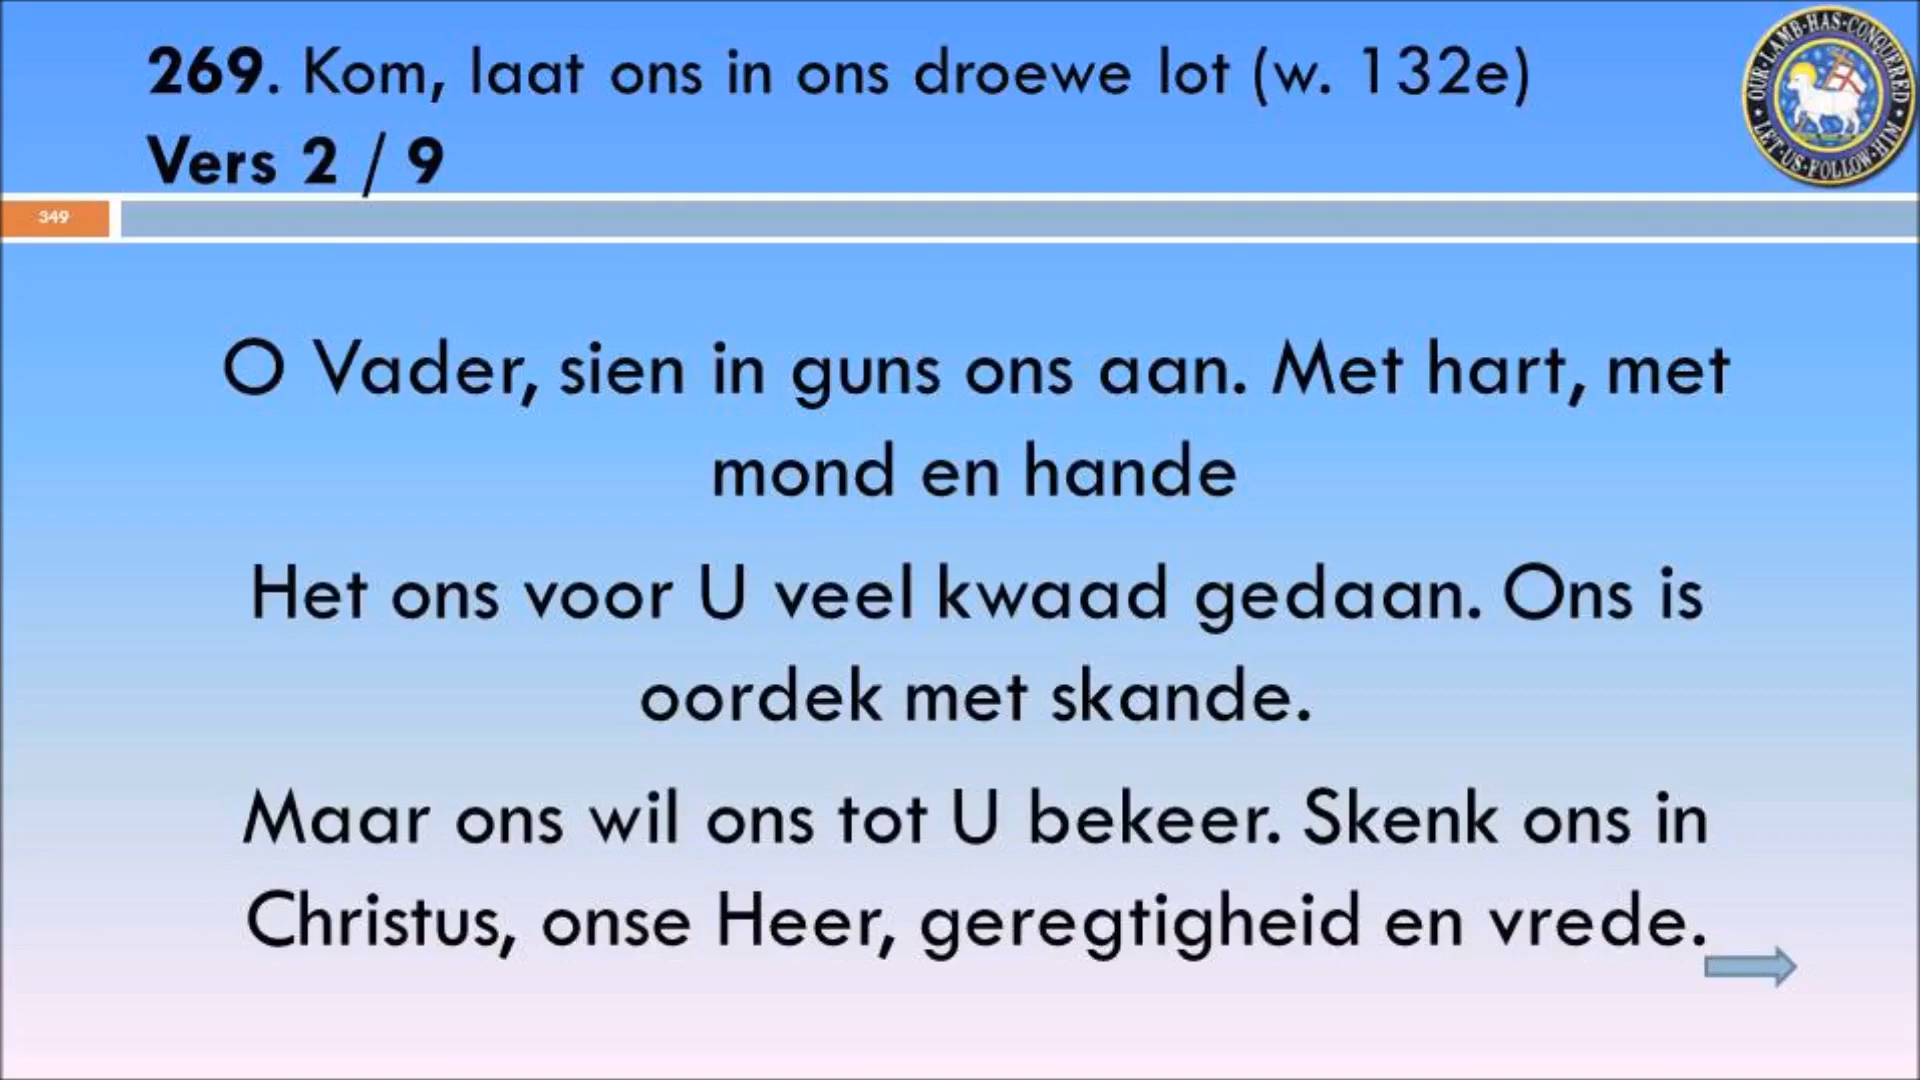 269. Kom, laat ons in ons droewe lot (w. 132e)
Vers 2 / 9
OUR·LAMB·HAS·CONQUERED
LET·US·FOLLOW·HIM
349
O Vader, sien in guns ons aan. Met hart, met
mond en hande
Het ons voor U veel kwaad gedaan. Ons is
oordek met skande.
Maar ons wil ons tot U bekeer. Skenk ons in
Christus, onse Heer, geregtigheid en vrede.